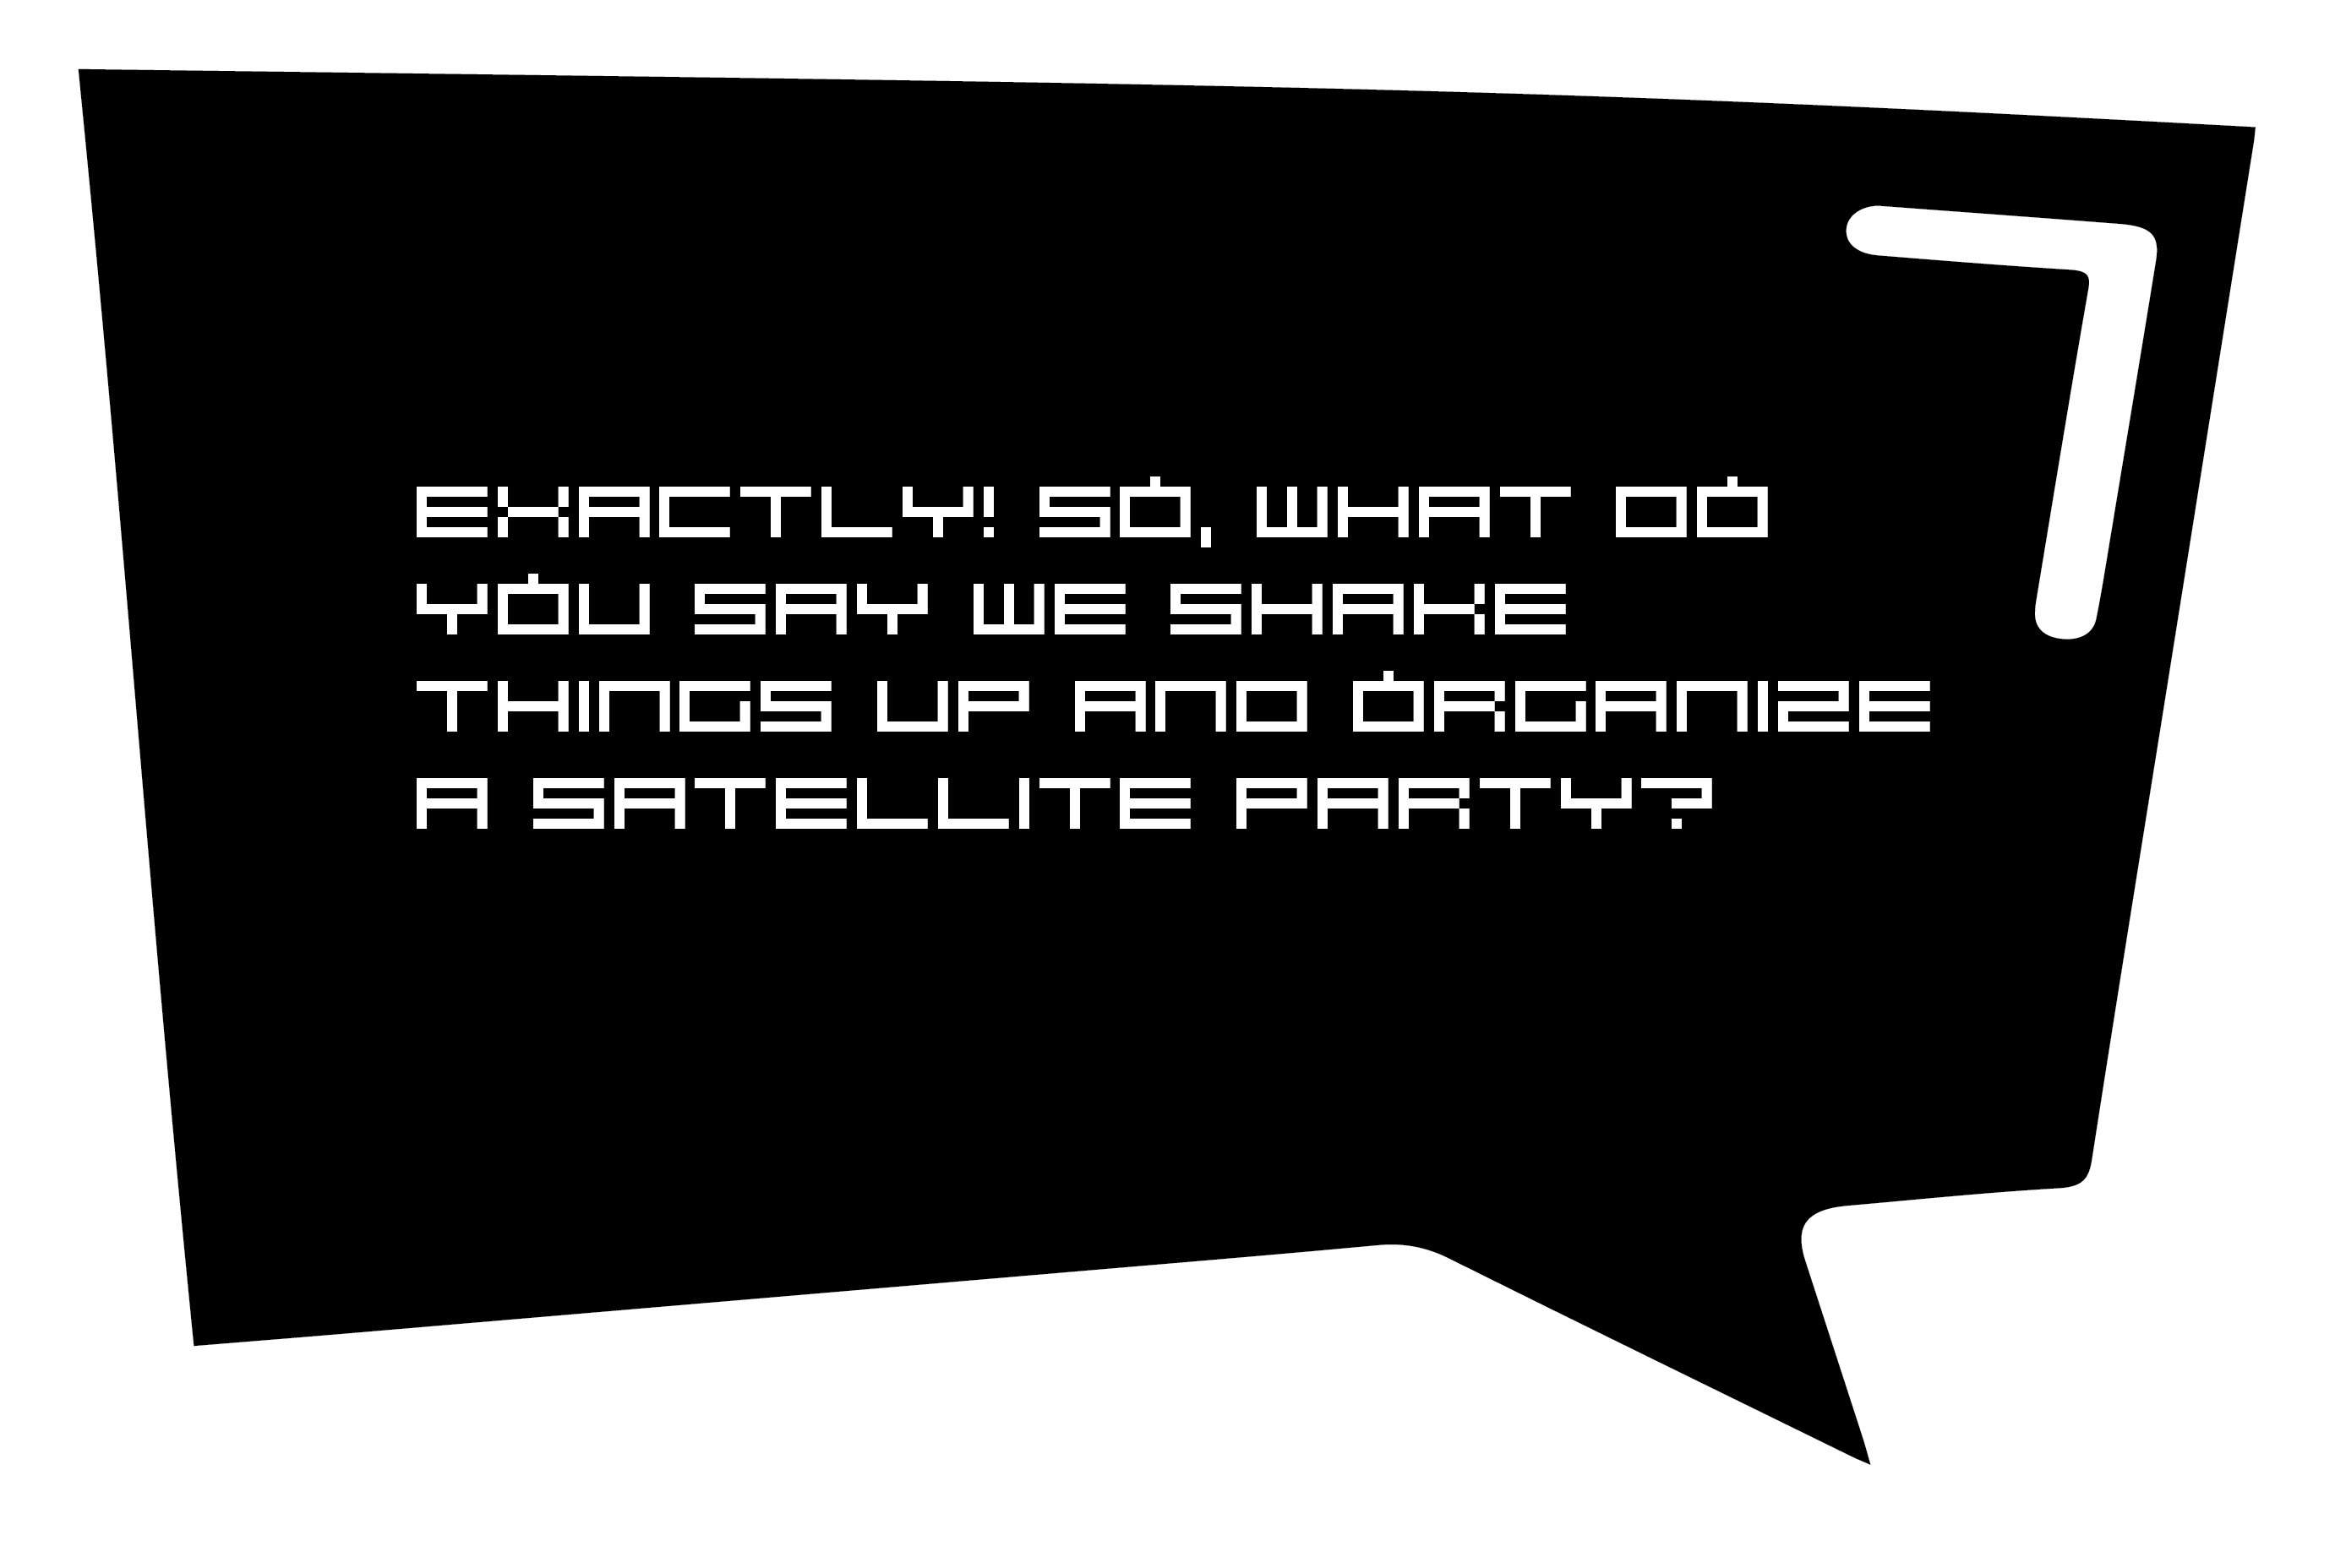 EXACTLY! SO, WHAT DO
YOU SAY WE SHAKE
THINGS UP AND ORGANIZE
A SATELLITE PARTY?